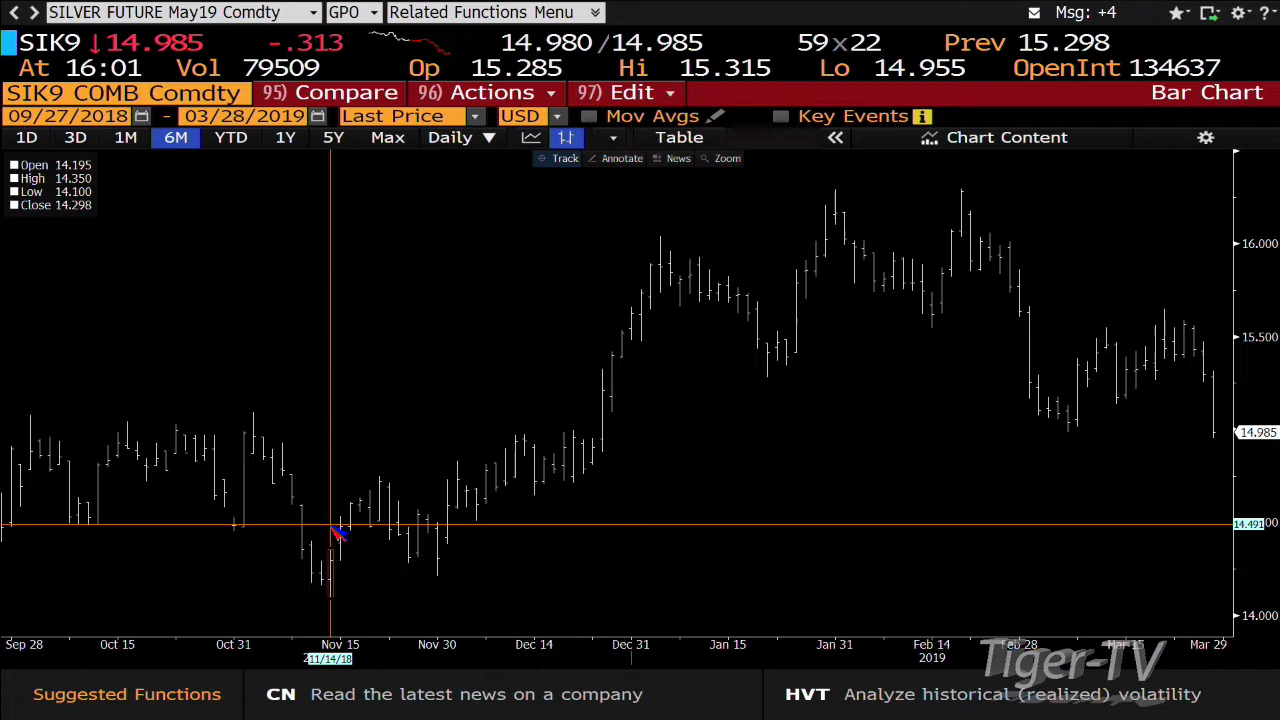 SILVER FUTURE May19 Comdty GPO Related Functions Menu Msg: +4
SIK9 ↓14.985 -.313 14.980/14.985 59x22 Prev 15.298
At 16:01 Vol 79509 Op 15.285 Hi 15.315 Lo 14.955 OpenInt 134637
SIK9 COMB Comdty 95) Compare 96) Actions 97) Edit Bar Chart
09/27/2018 - 03/28/2019 Last Price USD Mov Avgs Key Events
1D 3D 1M 6M YTD 1Y 5Y Max Daily ▼ Table « Chart Content
Track Annotate News Zoom
Open 14.195
High 14.350
Low 14.100
Close 14.298
16.000
15.500
14.985
14.491
14.000
Sep 28 Oct 15 Oct 31 Nov 15 Nov 30 Dec 14 Dec 31 Jan 15 Jan 31 Feb 14 Feb 28 Mar 15 Mar 29
11/14/18 2019
Tiger-TV
Suggested Functions CN Read the latest news on a company HVT Analyze historical (realized) volatility